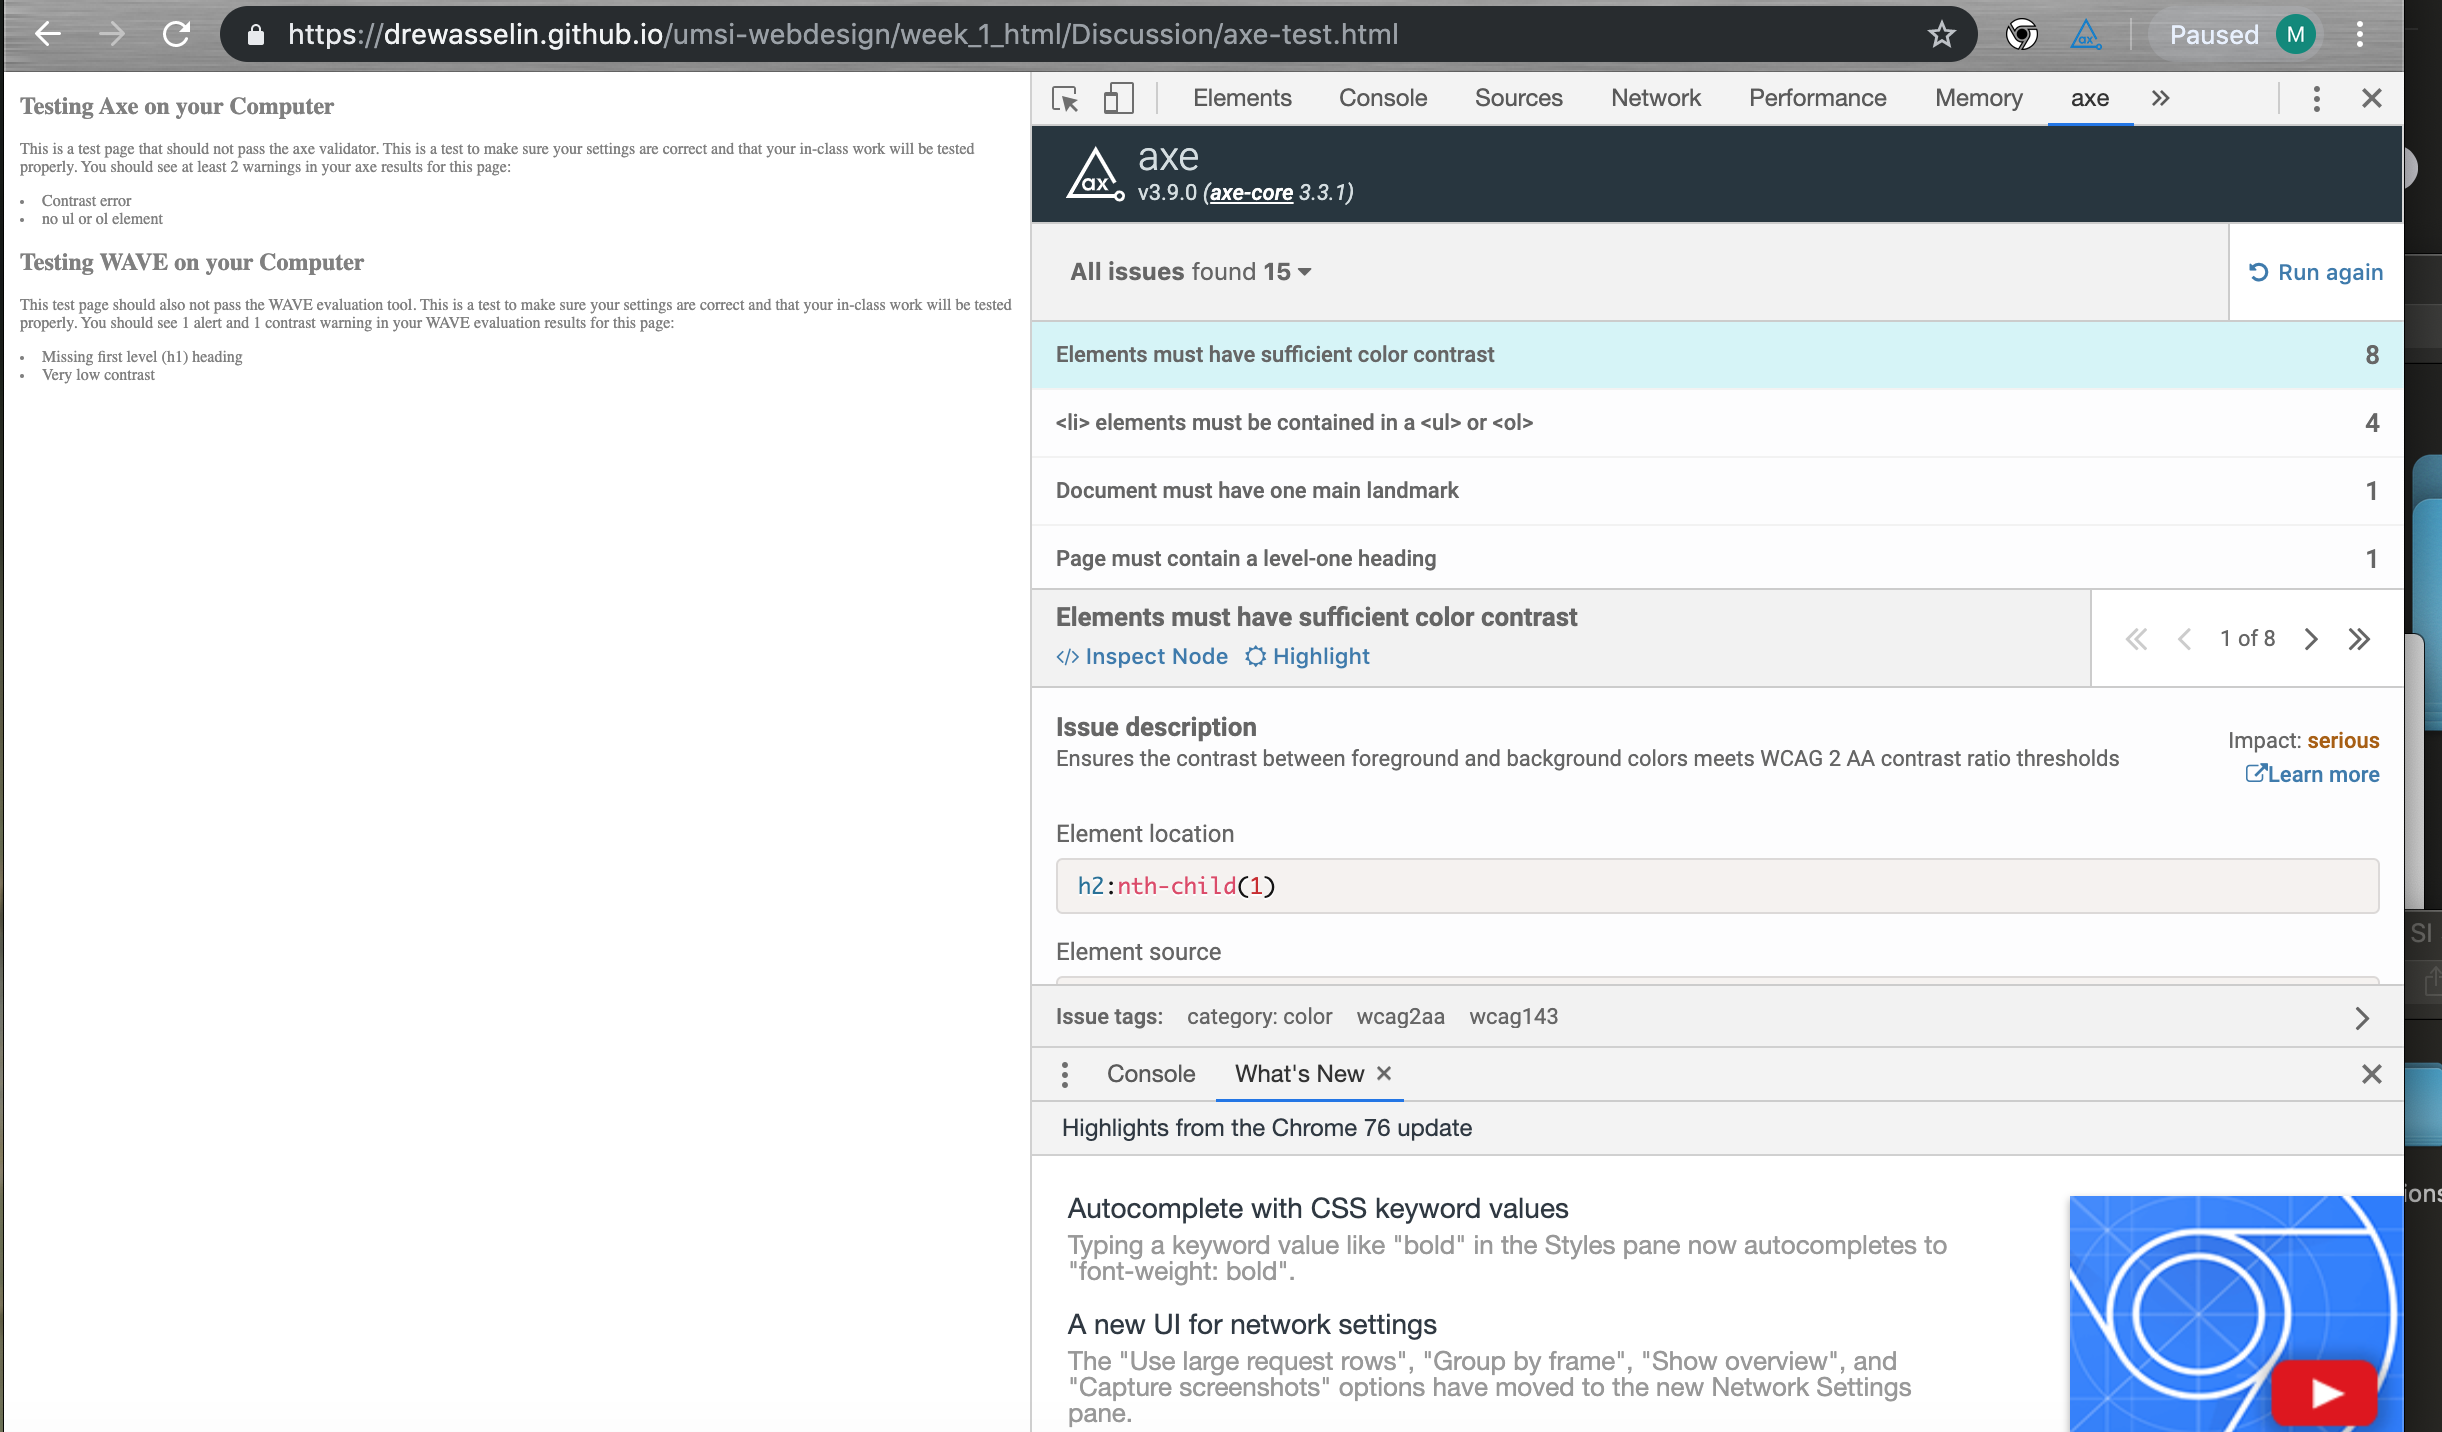 https://drewasselin.github.io/umsi-webdesign/week_1_html/Discussion/axe-test.html
ax
Paused
M
Testing Axe on your Computer
This is a test page that should not pass the axe validator. This is a test to make sure your settings are correct and that your in-class work will be tested
properly. You should see at least 2 warnings in your axe results for this page:
Contrast error
no ul or ol element
Testing WAVE on your Computer
This test page should also not pass the WAVE evaluation tool. This is a test to make sure your settings are correct and that your in-class work will be tested
properly. You should see 1 alert and 1 contrast warning in your WAVE evaluation results for this page:
Missing first level (h1) heading
Very low contrast
Elements Console Sources Network Performance Memory axe
ax
axe
v3.9.0 (axe-core 3.3.1)
All issues found 15
Run again
Elements must have sufficient color contrast 8
<li> elements must be contained in a <ul> or <ol> 4
Document must have one main landmark 1
Page must contain a level-one heading 1
Elements must have sufficient color contrast
</> Inspect Node Highlight
1 of 8
Issue description
Ensures the contrast between foreground and background colors meets WCAG 2 AA contrast ratio thresholds
Impact: serious
Learn more
Element location
h2:nth-child(1)
Element source
Issue tags: category: color wcag2aa wcag143
Console What's New
Highlights from the Chrome 76 update
Autocomplete with CSS keyword values
Typing a keyword value like "bold" in the Styles pane now autocompletes to
"font-weight: bold".
A new UI for network settings
The "Use large request rows", "Group by frame", "Show overview", and
"Capture screenshots" options have moved to the new Network Settings
pane.
SI
ions